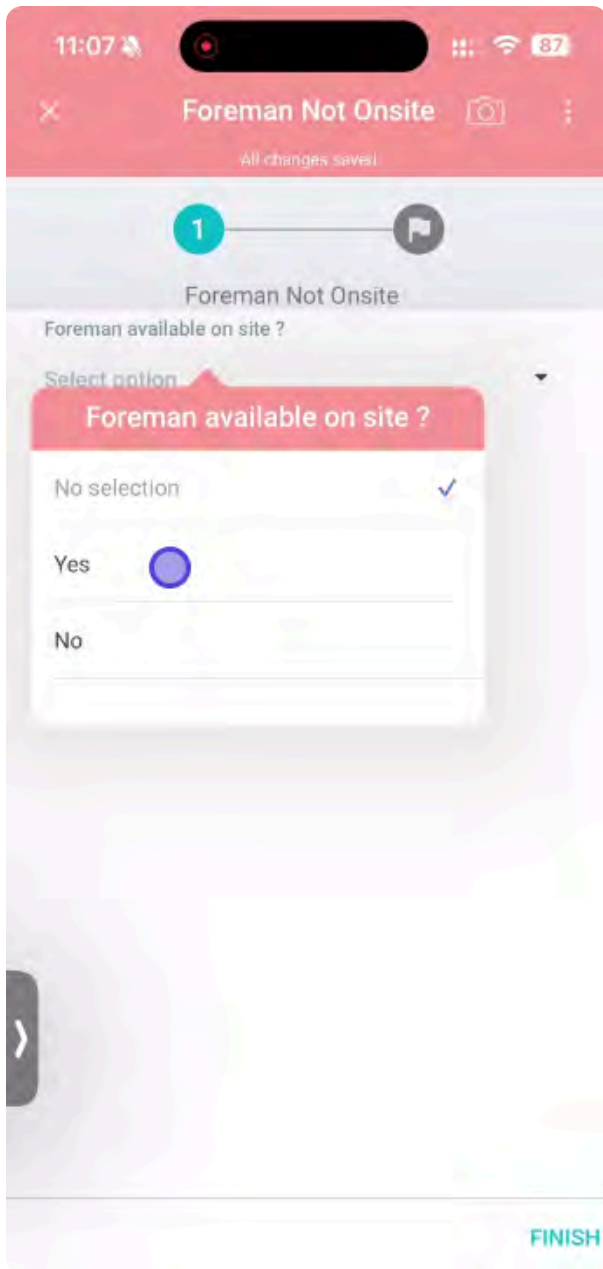 11:07
87
Foreman Not Onsite
All changes saved.
1
Foreman Not Onsite
Foreman available on site ?
Select option
Foreman available on site ?
No selection
Yes
No
FINISH